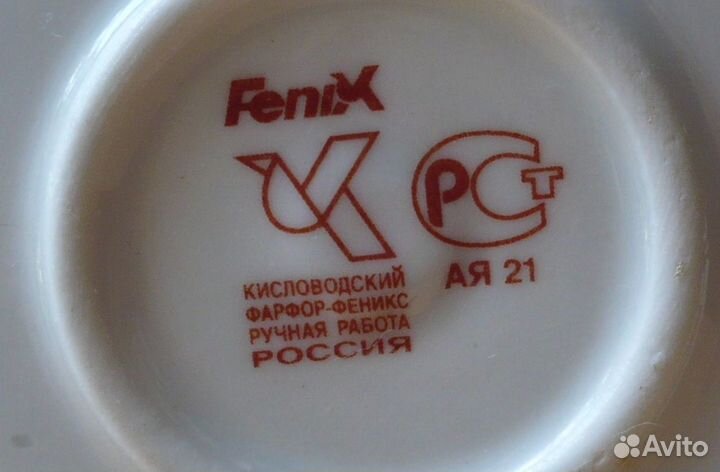 Fenix
РСТ
АЯ 21
КИСЛОВОДСКИЙ
ФАРФОР-ФЕНИКС
РУЧНАЯ РАБОТА
РОССИЯ
Avito